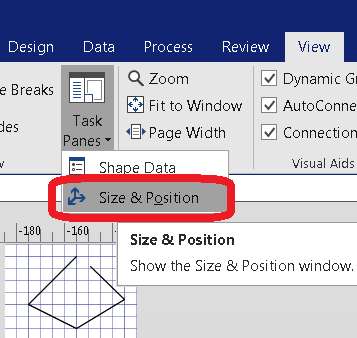 Design Data Process Review View
e Breaks
des
Task
Panes
Zoom
Fit to Window
Page Width
Dynamic Gr
AutoConne
Connection
Visual Aids
Shape Data
Size & Position
Size & Position
Show the Size & Position window.
-180 -160